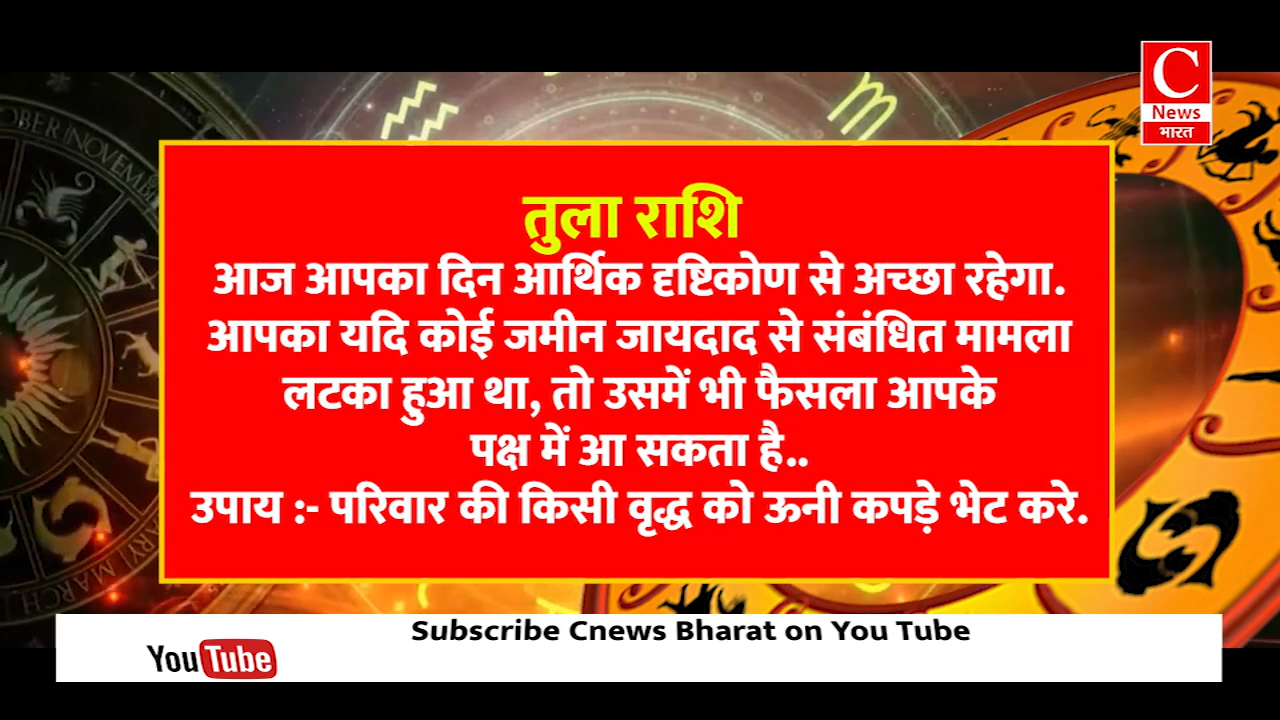 C
News
भारत
तुला राशि
आज आपका दिन आर्थिक दृष्टिकोण से अच्छा रहेगा.
आपका यदि कोई जमीन जायदाद से संबंधित मामला
लटका हुआ था, तो उसमें भी फैसला आपके
पक्ष में आ सकता है..
उपाय :- परिवार की किसी वृद्ध को ऊनी कपड़े भेट करे.
Subscribe Cnews Bharat on You Tube
YouTube